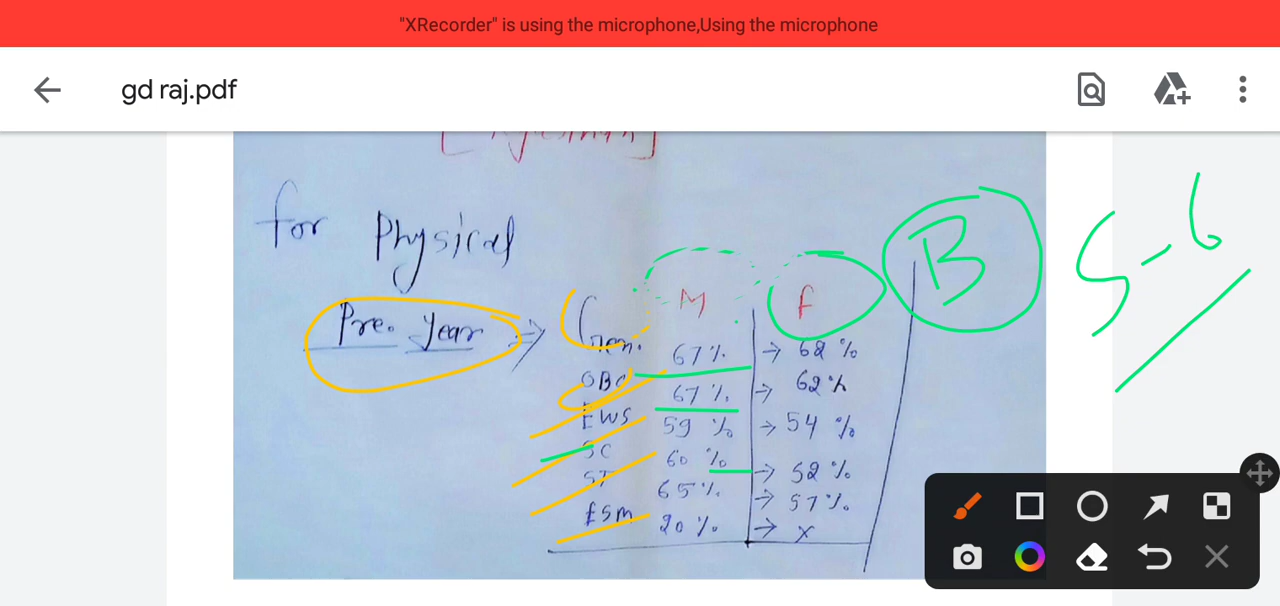 "XRecorder" is using the microphone,Using the microphone
gd raj.pdf
for Physical
B
5-6
M f
Pre. Year → Gen. 67% → 62%
OBC 67% → 62%
EWS 59% → 54%
SC 60% → 52%
ST 65% → 57%
ESM 20% → x